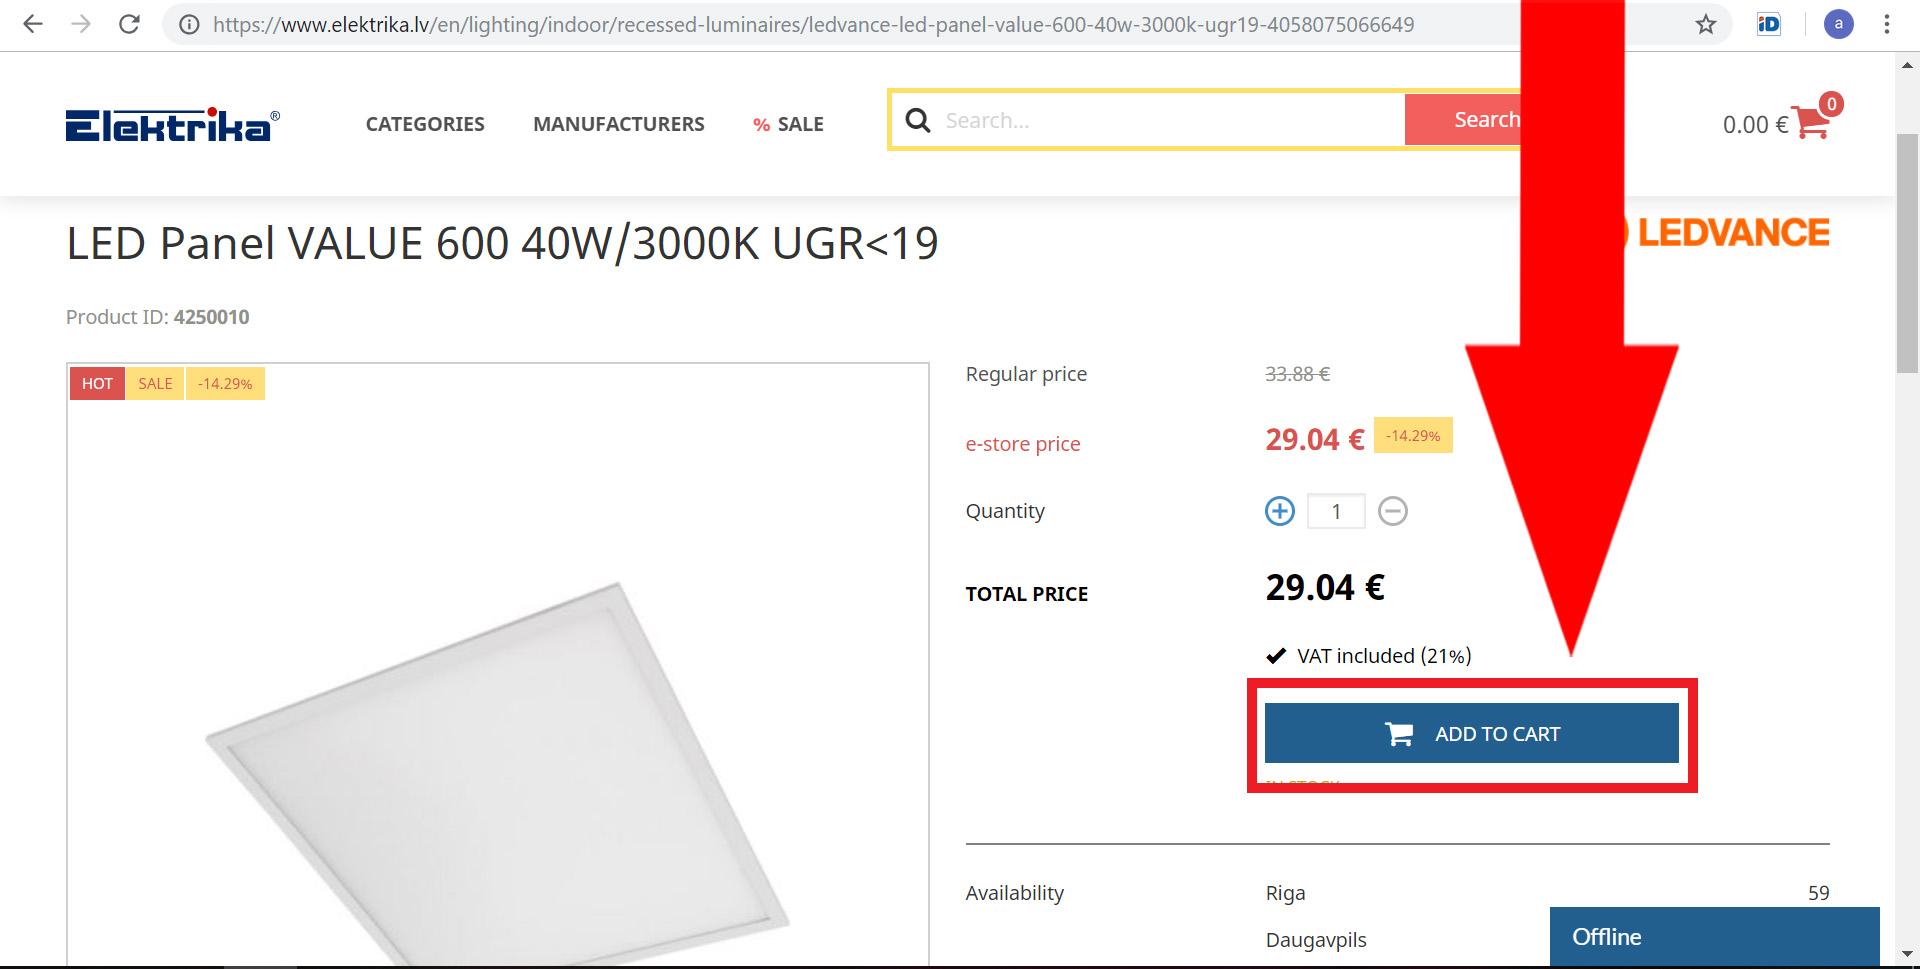 https://www.elektrika.lv/en/lighting/indoor/recessed-luminaires/ledvance-led-panel-value-600-40w-3000k-ugr19-4058075066649
iD
a
Elektrika®
CATEGORIES
MANUFACTURERS
% SALE
Search...
Search
0.00 €
0
LED Panel VALUE 600 40W/3000K UGR<19
LEDVANCE
Product ID: 4250010
HOT
SALE
-14.29%
Regular price
33.88 €
e-store price
29.04 €
-14.29%
Quantity
1
TOTAL PRICE
29.04 €
VAT included (21%)
ADD TO CART
IN STOCK
Availability
Riga
59
Daugavpils
Offline